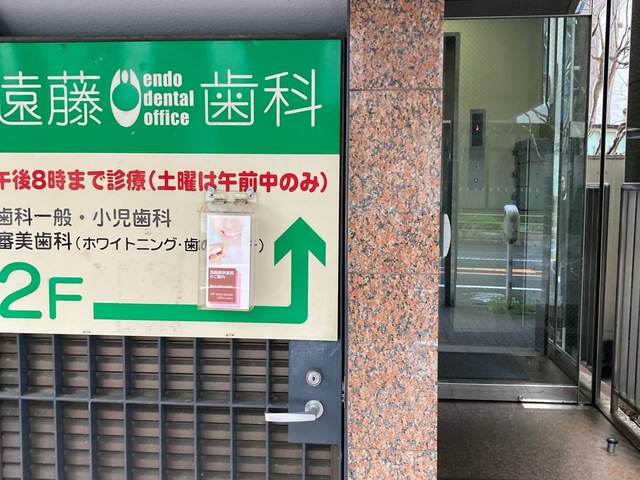 遠藤 endo dental office 歯科
午後8時まで診療(土曜は午前中のみ)
歯科一般・小児歯科
審美歯科(ホワイトニング・歯の
2F